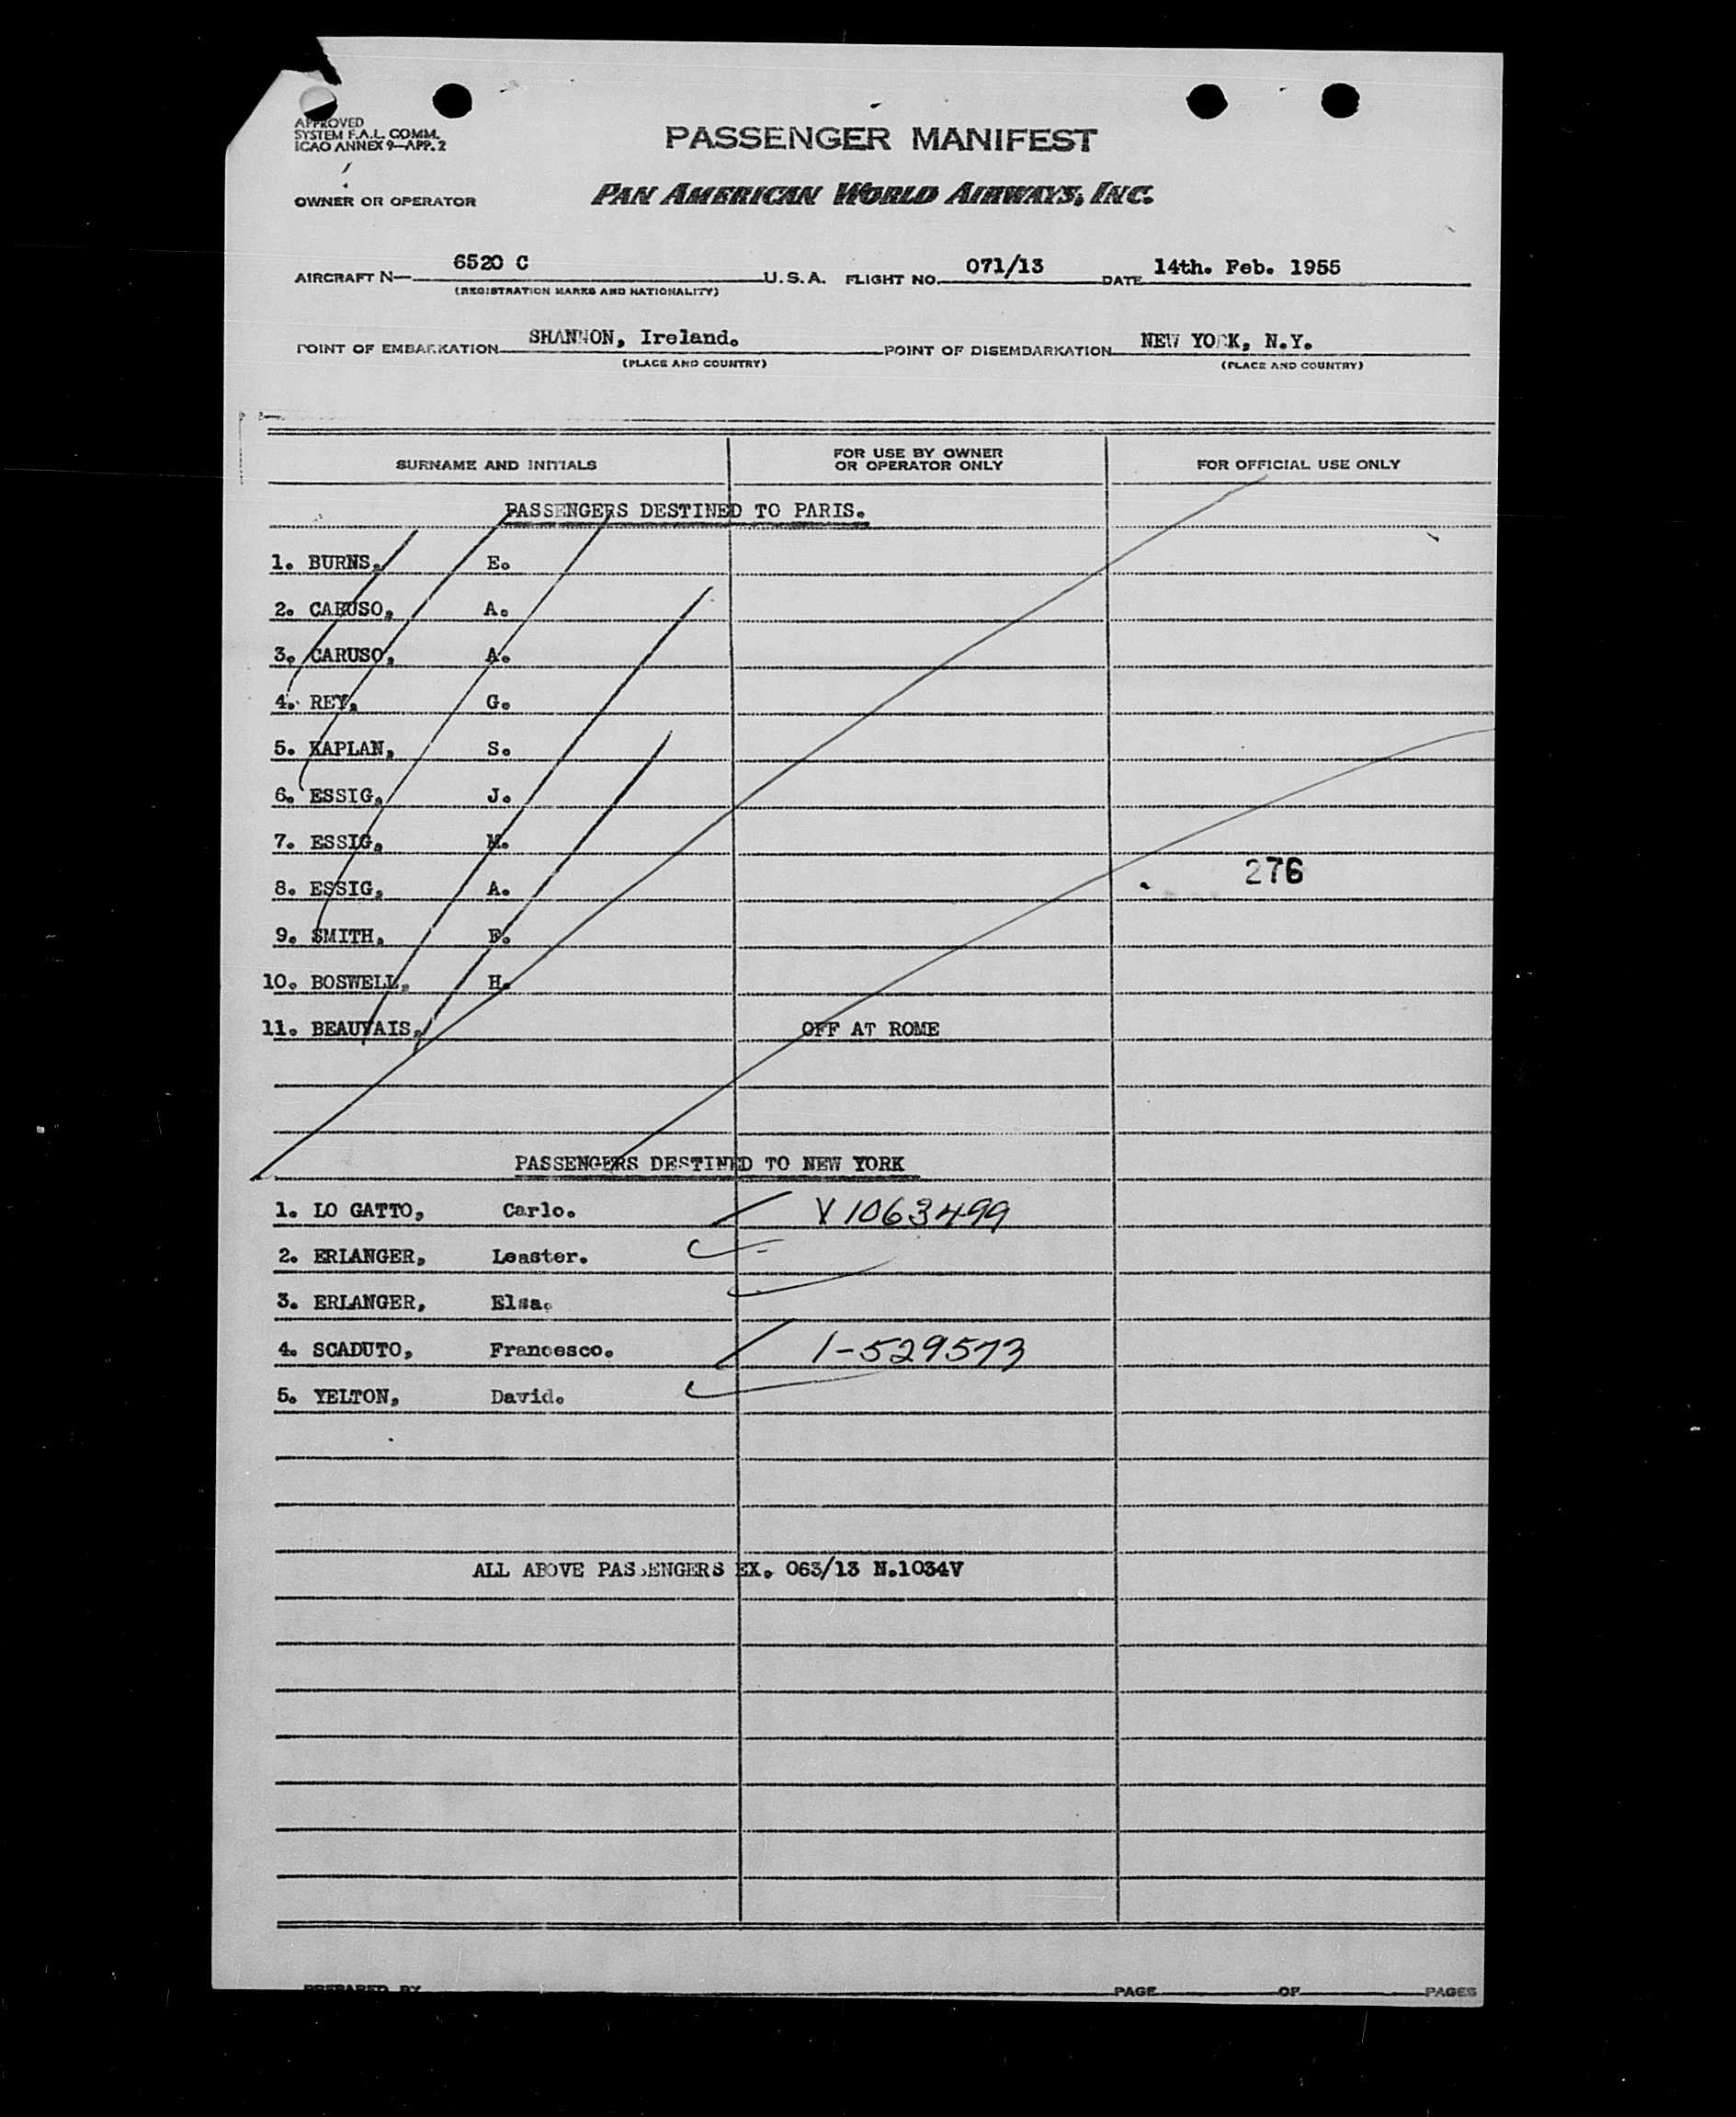 APPROVED
SYSTEM F.A.L. COMM.
ICAO ANNEX 9—APP. 2
PASSENGER MANIFEST
OWNER OR OPERATOR PAN AMERICAN WORLD AIRWAYS, INC.
AIRCRAFT N— 6520 C U.S.A. FLIGHT NO. 071/13 DATE 14th. Feb. 1955
(REGISTRATION MARKS AND NATIONALITY)
POINT OF EMBARKATION SHANNON, Ireland. POINT OF DISEMBARKATION NEW YORK, N.Y.
(PLACE AND COUNTRY) (PLACE AND COUNTRY)
SURNAME AND INITIALS FOR USE BY OWNER OR OPERATOR ONLY FOR OFFICIAL USE ONLY
PASSENGERS DESTINED TO PARIS.
1. BURNS, E.
2. CARUSO, A.
3. CARUSO, A.
4. REY, G.
5. KAPLAN, S.
6. ESSIG, J.
7. ESSIG, M.
276
8. ESSIG, A.
9. SMITH, E.
10. BOSWELL, H.
11. BEAUVAIS, OFF AT ROME
PASSENGERS DESTINED TO NEW YORK
1. LO GATTO, Carlo. V 1063499
2. ERLANGER, Leaster.
3. ERLANGER, Elsa.
4. SCADUTO, Francesco. 1-529573
5. YELTON, David.
ALL ABOVE PASSENGERS EX. 063/13 N.1034V
PREPARED BY PAGE OF PAGES